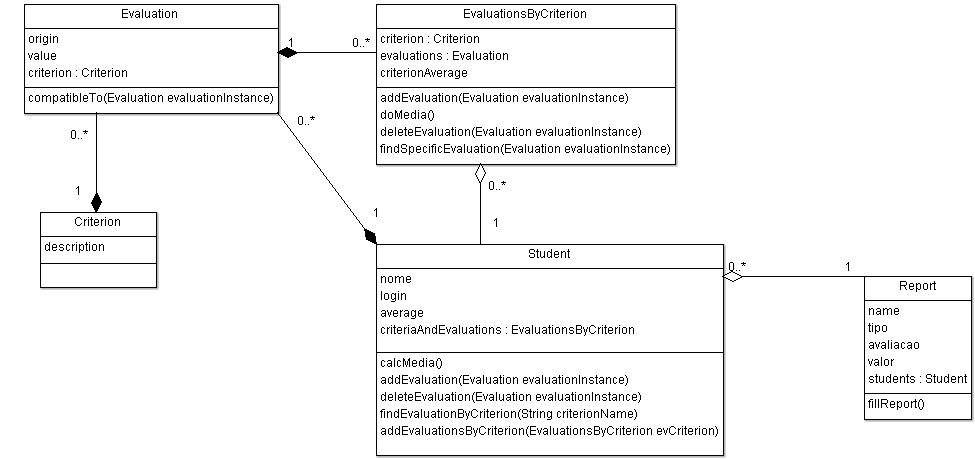 Evaluation
origin
value
criterion : Criterion
compatibleTo(Evaluation evaluationInstance)
1
0..*
EvaluationsByCriterion
criterion : Criterion
evaluations : Evaluation
criterionAverage
addEvaluation(Evaluation evaluationInstance)
doMedia()
deleteEvaluation(Evaluation evaluationInstance)
findSpecificEvaluation(Evaluation evaluationInstance)
0..*
0..*
1
Criterion
description
0..*
1
1
Student
nome
login
average
criteriaAndEvaluations : EvaluationsByCriterion
calcMedia()
addEvaluation(Evaluation evaluationInstance)
deleteEvaluation(Evaluation evaluationInstance)
findEvaluationByCriterion(String criterionName)
addEvaluationsByCriterion(EvaluationsByCriterion evCriterion)
0..*
1
Report
name
tipo
avaliacao
valor
students : Student
fillReport()